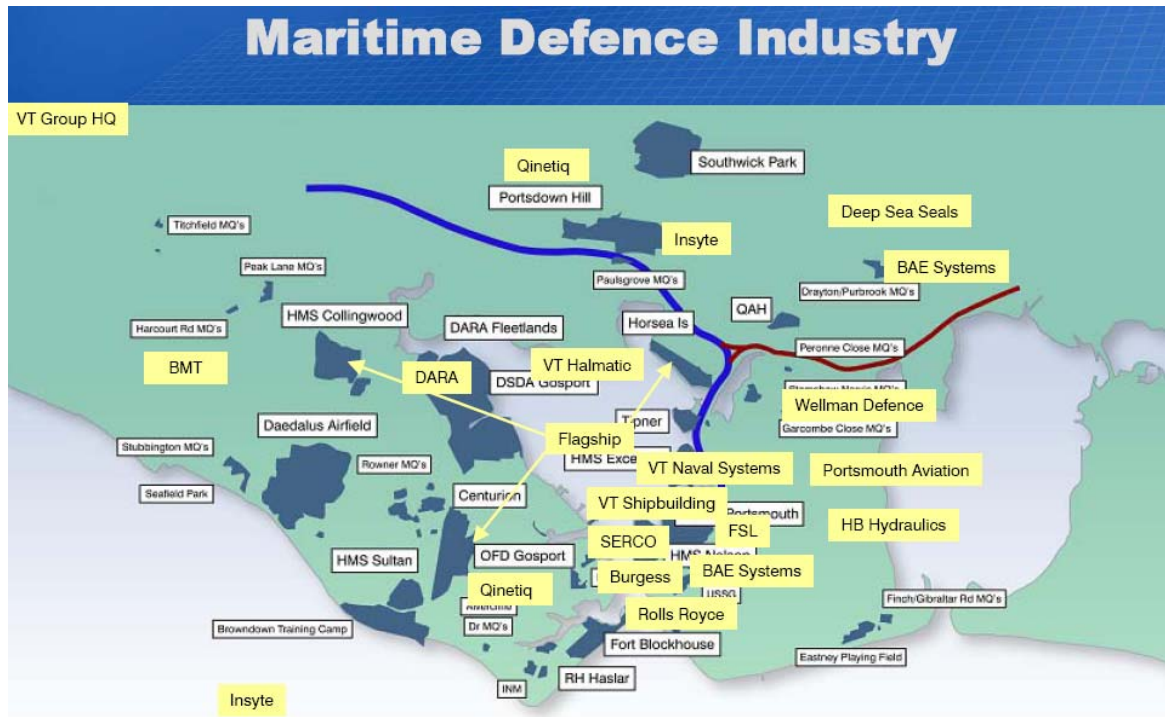 Maritime Defence Industry
VT Group HQ
Southwick Park
Qinetiq
Portsdown Hill
Deep Sea Seals
Titchfield MQ's
Insyte
Peak Lane MQ's
BAE Systems
Paulsgrove MQ's
Drayton/Purbrook MQ's
HMS Collingwood
QAH
Harcourt Rd MQ's
DARA Fleetlands
Horsea Is
Peronne Close MQ's
BMT
VT Halmatic
DARA
DSDA Gosport
Wellman Defence
Daedalus Airfield
Garcombe Close MQ's
Flagship
Stubbington MQ's
HMS
Rowner MQ's
VT Naval Systems
Portsmouth Aviation
Seafield Park
Centurion
VT Shipbuilding
Portsmouth
HB Hydraulics
FSL
SERCO
HMS Sultan
OFD Gosport
HMS Nelson
Burgess
BAE Systems
Qinetiq
USSG
Finch/Gibraltar Rd MQ's
Rolls Royce
Browndown Training Camp
Dr MQ's
Fort Blockhouse
Eastney Playing Field
RH Haslar
INM
Insyte